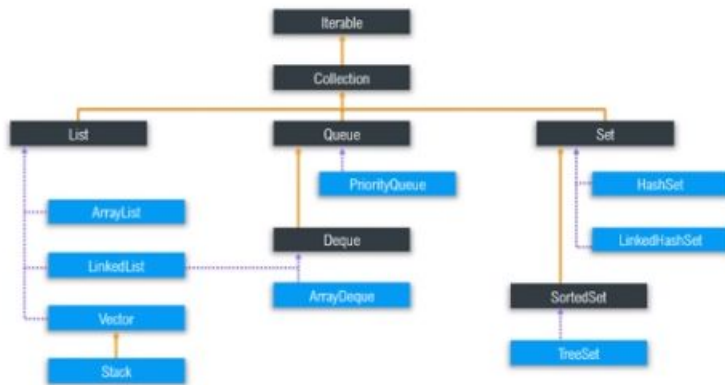 Iterable
Collection
List
Queue
Set
PriorityQueue
HashSet
ArrayList
Deque
LinkedHashSet
LinkedList
ArrayDeque
SortedSet
Vector
TreeSet
Stack